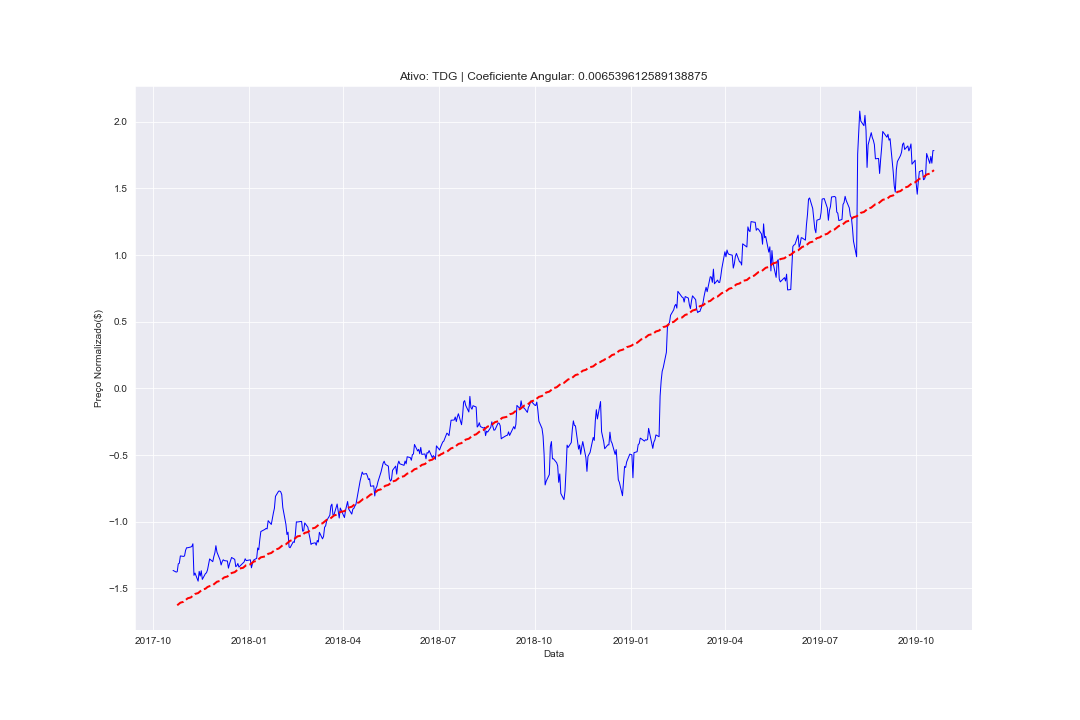 Ativo: TDG | Coeficiente Angular: 0.006539612589138875
2.0
1.5
1.0
0.5
0.0
−0.5
−1.0
−1.5
Preço Normalizado($)
2017-10 2018-01 2018-04 2018-07 2018-10 2019-01 2019-04 2019-07 2019-10
Data